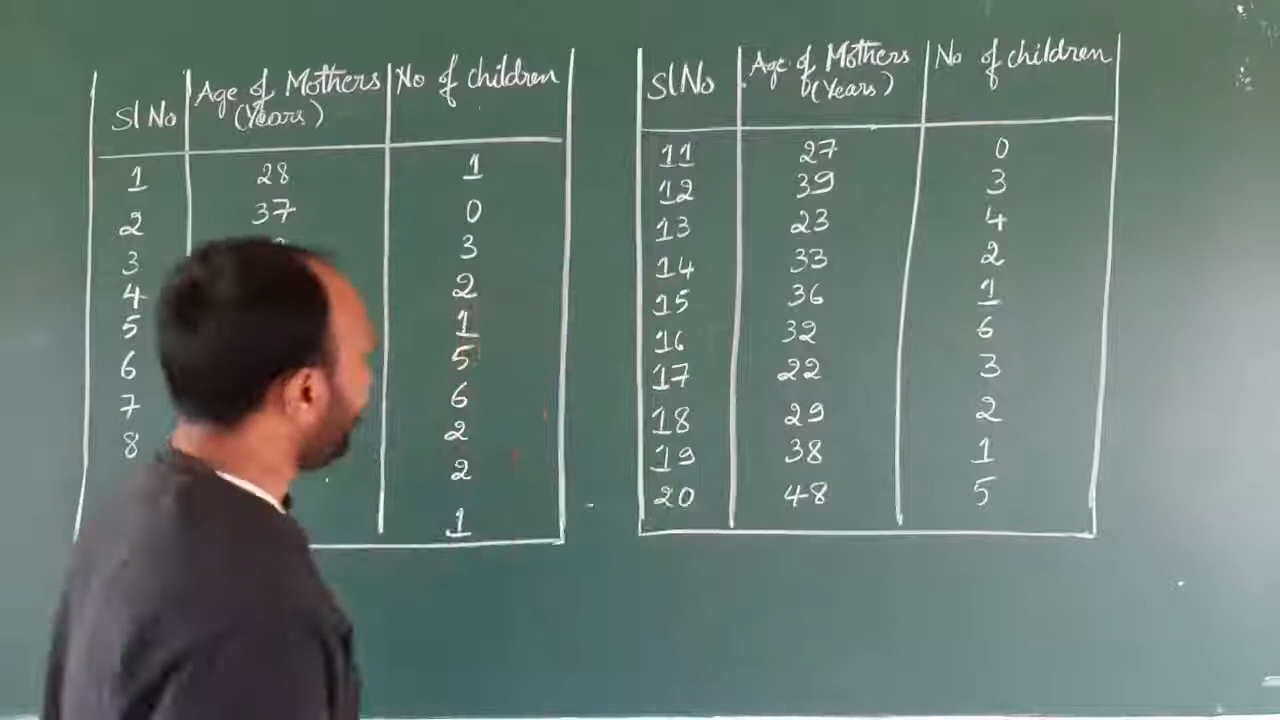 Sl No Age of Mothers (Years) No of children
1 28 1
2 37 0
3 3
4 2
5 1
6 5
7 6
8 2
2
1
Sl No Age of Mothers (Years) No of children
11 27 0
12 39 3
13 23 4
14 33 2
15 36 1
16 32 6
17 22 3
18 29 2
19 38 1
20 48 5